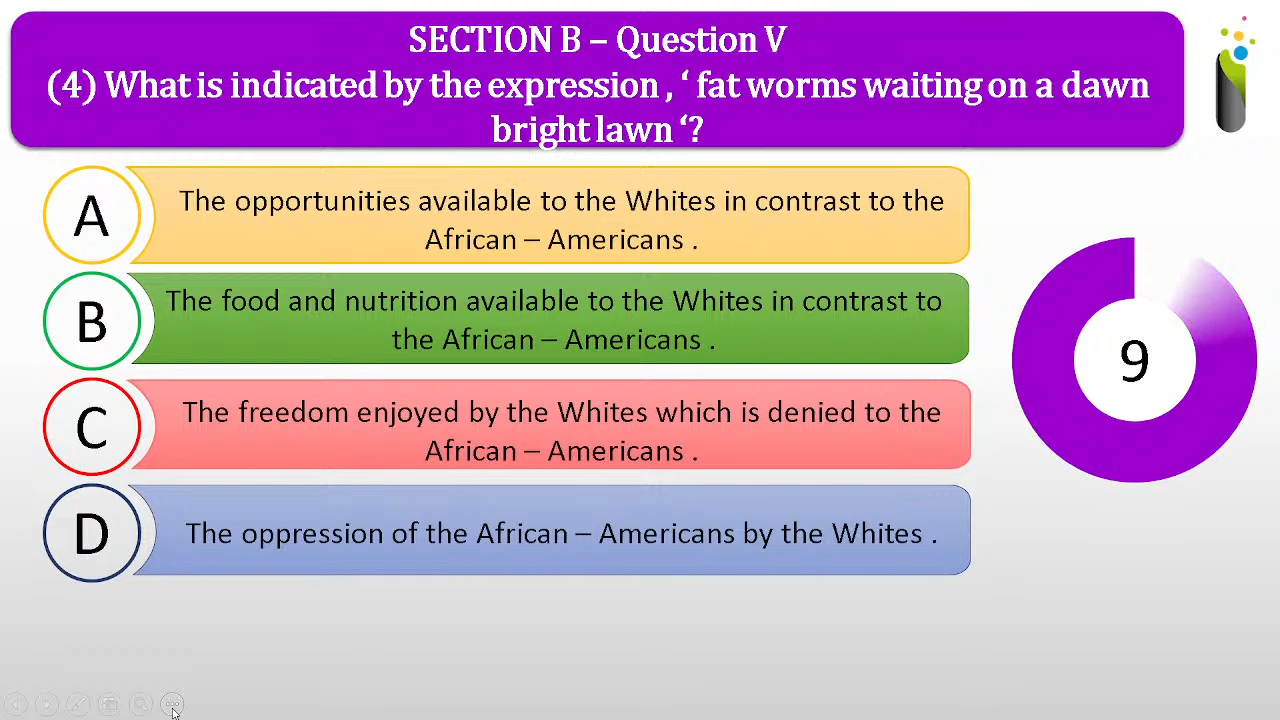 SECTION B – Question V
(4) What is indicated by the expression , ‘ fat worms waiting on a dawn
bright lawn ‘?
A
The opportunities available to the Whites in contrast to the
African – Americans .
B
The food and nutrition available to the Whites in contrast to
the African – Americans .
C
The freedom enjoyed by the Whites which is denied to the
African – Americans .
D
The oppression of the African – Americans by the Whites .
9